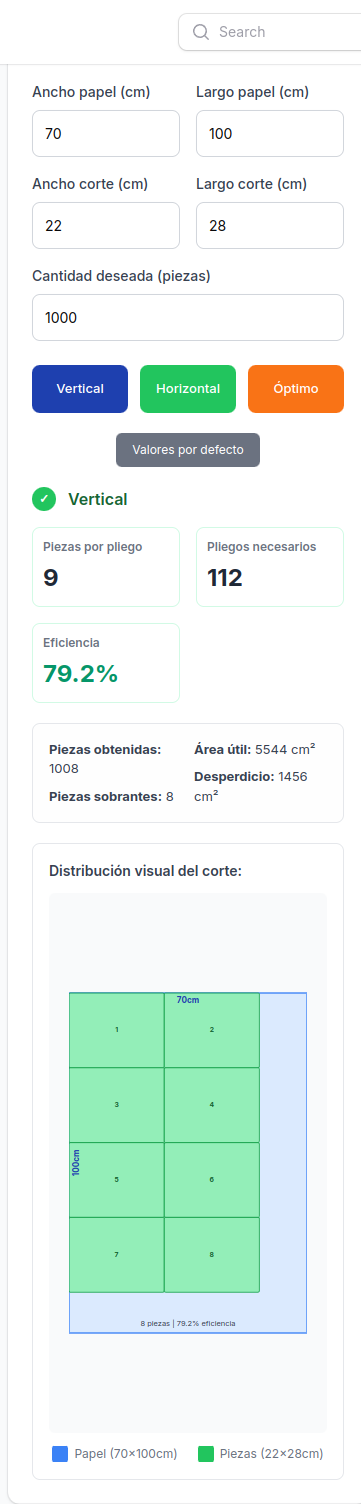 Search
Ancho papel (cm) Largo papel (cm)
70 100
Ancho corte (cm) Largo corte (cm)
22 28
Cantidad deseada (piezas)
1000
Vertical Horizontal Óptimo
Valores por defecto
✓ Vertical
Piezas por pliego Pliegos necesarios
9 112
Eficiencia
79.2%
Piezas obtenidas:
1008
Piezas sobrantes: 8
Área útil: 5544 cm²
Desperdicio: 1456
cm²
Distribución visual del corte:
70cm
1 2
3 4
100cm
5 6
7 8
8 piezas | 79.2% eficiencia
Papel (70×100cm) Piezas (22×28cm)